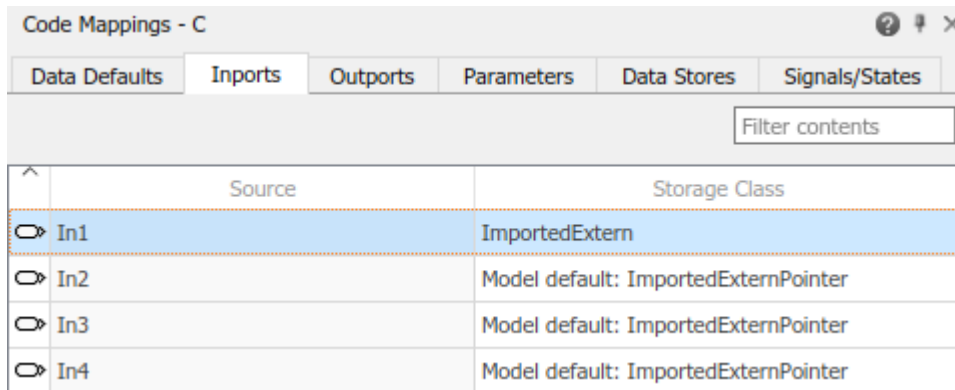 Code Mappings - C
Data Defaults Inports Outports Parameters Data Stores Signals/States
Filter contents
Source Storage Class
In1 ImportedExtern
In2 Model default: ImportedExternPointer
In3 Model default: ImportedExternPointer
In4 Model default: ImportedExternPointer